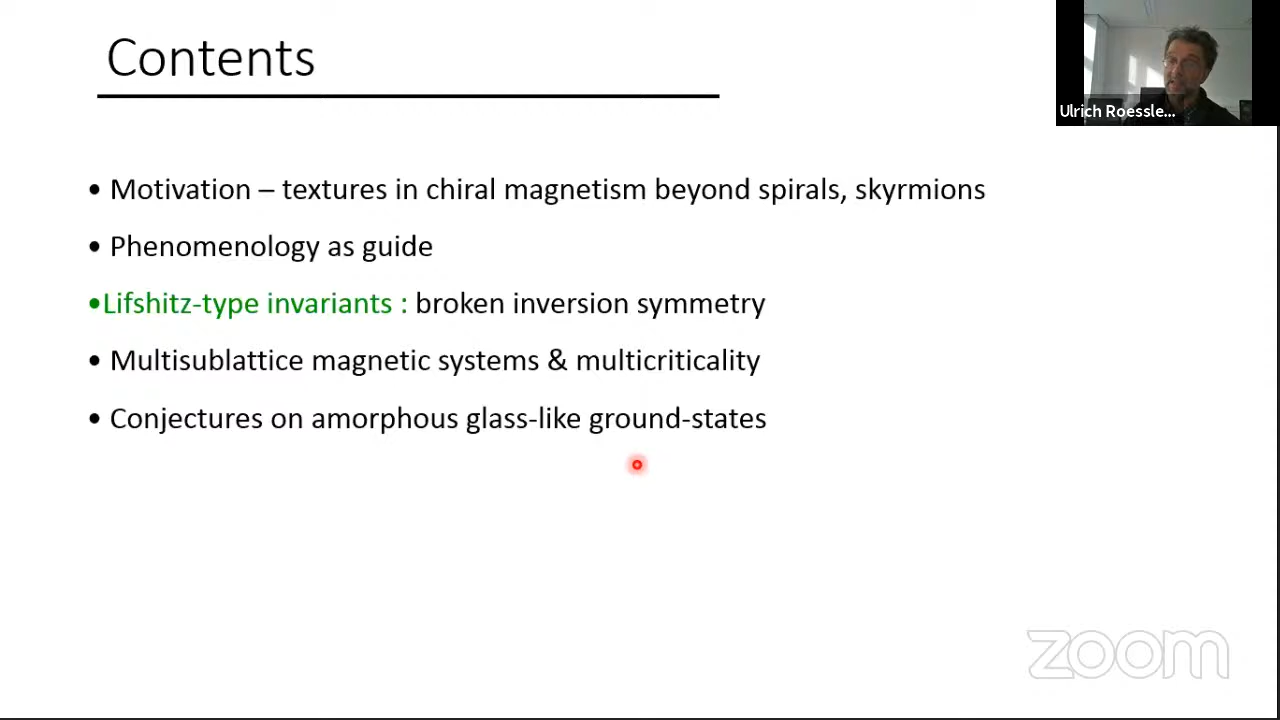 Contents
Ulrich Roessle...
• Motivation – textures in chiral magnetism beyond spirals, skyrmions
• Phenomenology as guide
•Lifshitz-type invariants : broken inversion symmetry
• Multisublattice magnetic systems & multicriticality
• Conjectures on amorphous glass-like ground-states
zoom